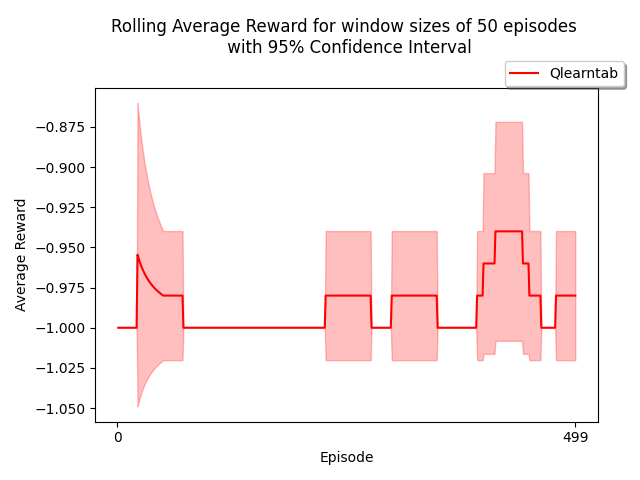 Rolling Average Reward for window sizes of 50 episodes
with 95% Confidence Interval
Qlearntab
Average Reward
−0.875
−0.900
−0.925
−0.950
−0.975
−1.000
−1.025
−1.050
0
499
Episode